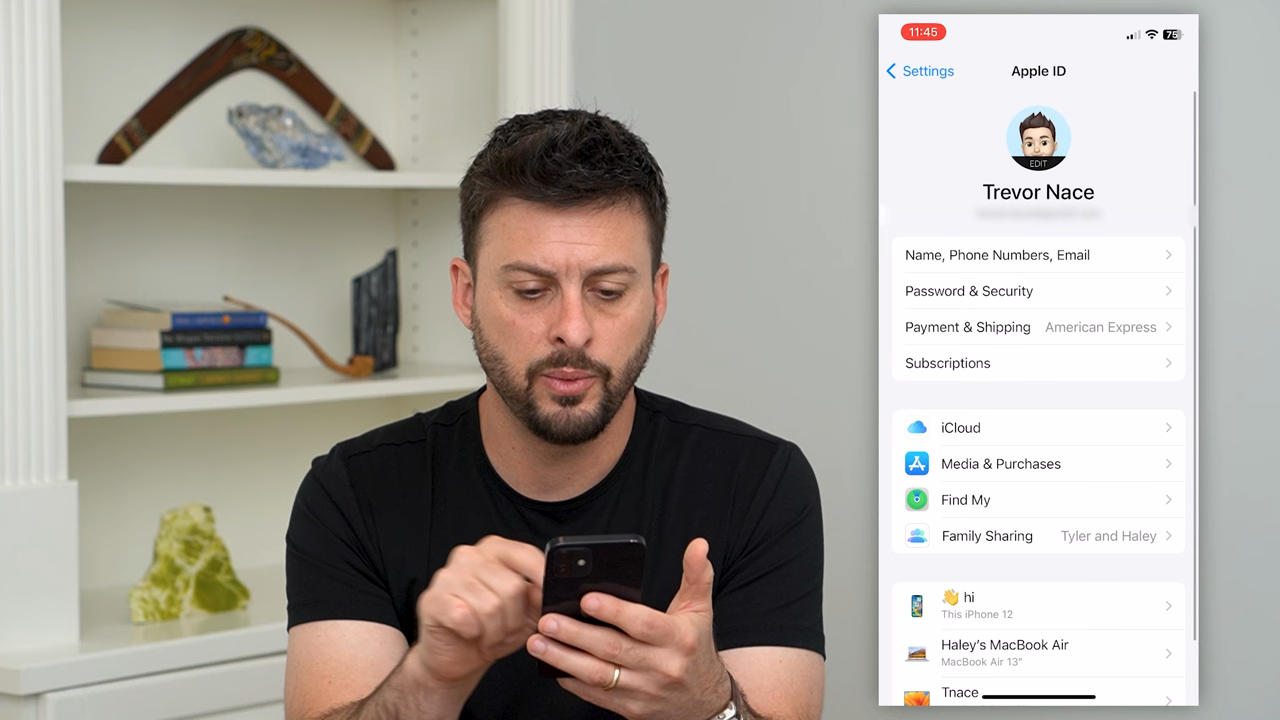 11:45
75
Settings
Apple ID
EDIT
Trevor Nace
Name, Phone Numbers, Email
Password & Security
Payment & Shipping American Express
Subscriptions
iCloud
Media & Purchases
Find My
Family Sharing Tyler and Haley
👋 hi
This iPhone 12
Haley's MacBook Air
MacBook Air 13"
Tnace